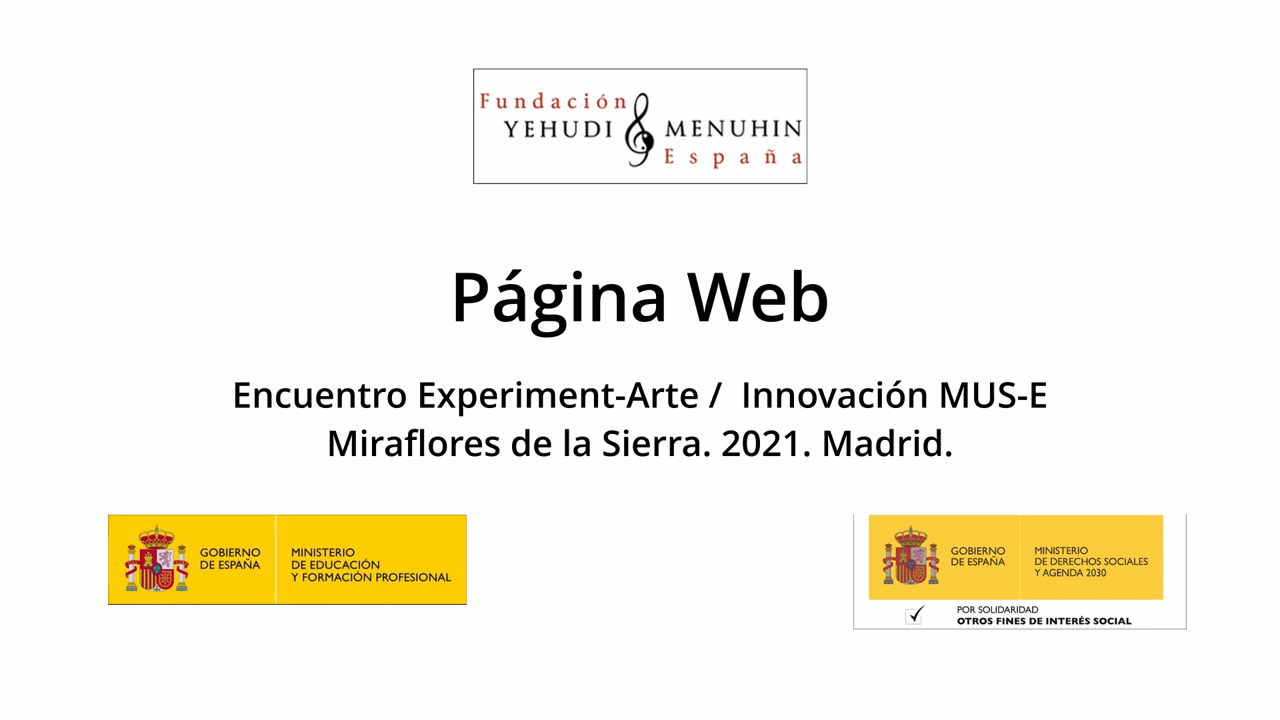 Fundación
YEHUDI MENUHIN
España
Página Web
Encuentro Experiment-Arte / Innovación MUS-E
Miraflores de la Sierra. 2021. Madrid.
GOBIERNO
DE ESPAÑA
MINISTERIO
DE EDUCACIÓN
Y FORMACIÓN PROFESIONAL
GOBIERNO
DE ESPAÑA
MINISTERIO
DE DERECHOS SOCIALES
Y AGENDA 2030
POR SOLIDARIDAD
OTROS FINES DE INTERÉS SOCIAL